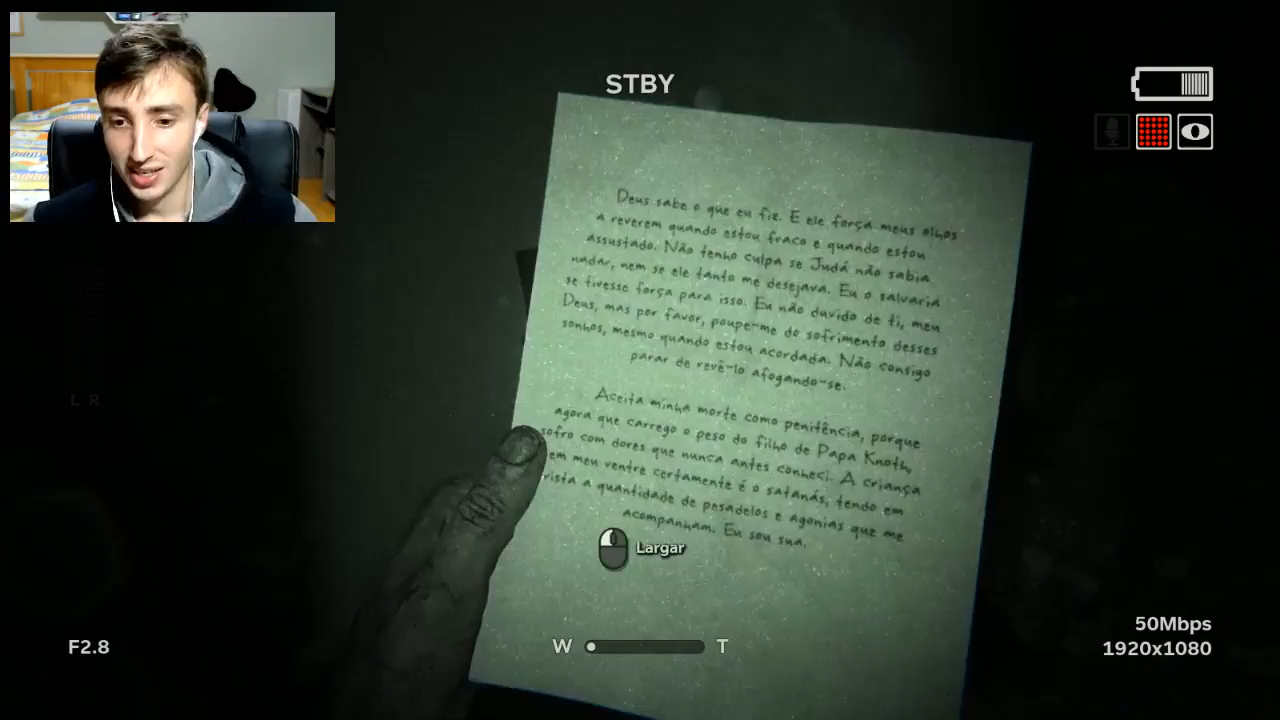 STBY
Deus sabe o que eu fiz. E ele força meus olhos
a reverem quando estou fraco e quando estou
assustado. Não tenho culpa se Judá não sabia
nadar, nem se ele tanto me desejava. Eu o salvaria
se tivesse força para isso. Eu não duvido de ti, meu
Deus, mas por favor, poupe-me do sofrimento desses
sonhos, mesmo quando estou acordada. Não consigo
parar de revê-lo afogando-se.
Aceita minha morte como penitência, porque
agora que carrego o peso do filho de Papa Knoth,
sofro com dores que nunca antes conheci. A criança
em meu ventre certamente é o satanás, tendo em
vista a quantidade de pesadelos e agonias que me
acompanham. Eu sou sua.
Largar
L R
F2.8
W T
50Mbps
1920x1080